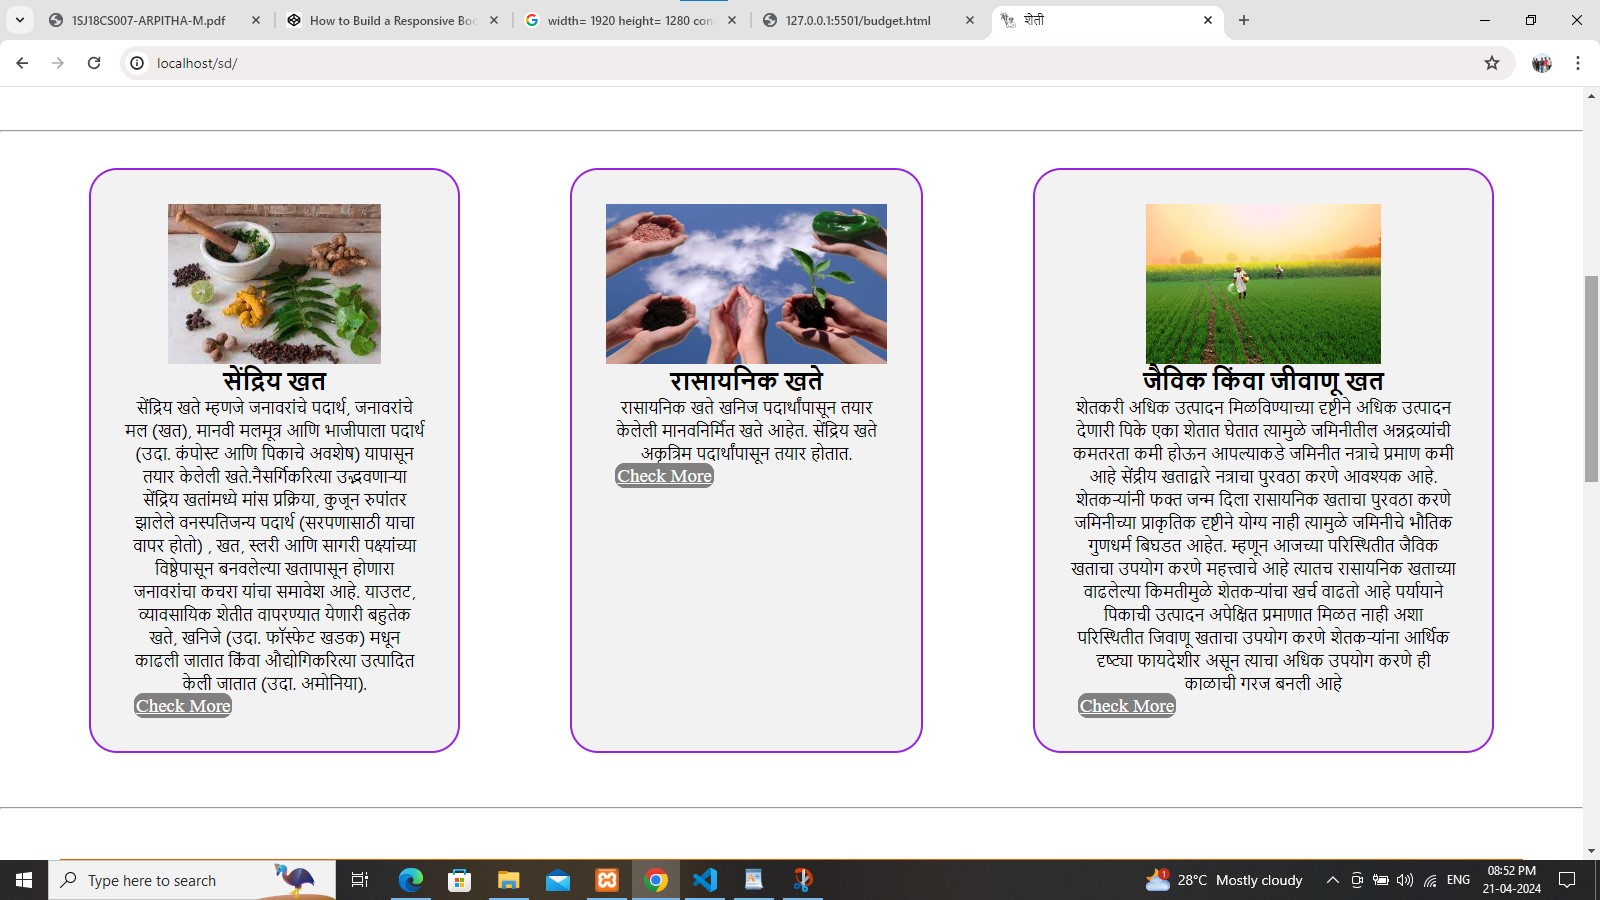 1SJ18CS007-ARPITHA-M.pdf
How to Build a Responsive Boo
width= 1920 height= 1280 com
127.0.0.1:5501/budget.html
शेती
localhost/sd/
सेंद्रिय खत
सेंद्रिय खते म्हणजे जनावरांचे पदार्थ, जनावरांचे
मल (खत), मानवी मलमूत्र आणि भाजीपाला पदार्थ
(उदा. कंपोस्ट आणि पिकाचे अवशेष) यापासून
तयार केलेली खते.नैसर्गिकरित्या उद्भवणाऱ्या
सेंद्रिय खतांमध्ये मांस प्रक्रिया, कुजून रुपांतर
झालेले वनस्पतिजन्य पदार्थ (सरपणासाठी याचा
वापर होतो) , खत, स्लरी आणि सागरी पक्ष्यांच्या
विष्ठेपासून बनवलेल्या खतापासून होणारा
जनावरांचा कचरा यांचा समावेश आहे. याउलट,
व्यावसायिक शेतीत वापरण्यात येणारी बहुतेक
खते, खनिजे (उदा. फॉस्फेट खडक) मधून
काढली जातात किंवा औद्योगिकरित्या उत्पादित
केली जातात (उदा. अमोनिया).
Check More
रासायनिक खते
रासायनिक खते खनिज पदार्थांपासून तयार
केलेली मानवनिर्मित खते आहेत. सेंद्रिय खते
अकृत्रिम पदार्थांपासून तयार होतात.
Check More
जैविक किंवा जीवाणू खत
शेतकरी अधिक उत्पादन मिळविण्याच्या दृष्टीने अधिक उत्पादन
देणारी पिके एका शेतात घेतात त्यामुळे जमिनीतील अन्नद्रव्यांची
कमतरता कमी होऊन आपल्याकडे जमिनीत नत्राचे प्रमाण कमी
आहे सेंद्रीय खताद्वारे नत्राचा पुरवठा करणे आवश्यक आहे.
शेतकऱ्यांनी फक्त जन्म दिला रासायनिक खताचा पुरवठा करणे
जमिनीच्या प्राकृतिक दृष्टीने योग्य नाही त्यामुळे जमिनीचे भौतिक
गुणधर्म बिघडत आहेत. म्हणून आजच्या परिस्थितीत जैविक
खताचा उपयोग करणे महत्त्वाचे आहे त्यातच रासायनिक खताच्या
वाढलेल्या किमतीमुळे शेतकऱ्यांचा खर्च वाढतो आहे पर्यायाने
पिकाची उत्पादन अपेक्षित प्रमाणात मिळत नाही अशा
परिस्थितीत जिवाणू खताचा उपयोग करणे शेतकऱ्यांना आर्थिक
दृष्ट्या फायदेशीर असून त्याचा अधिक उपयोग करणे ही
काळाची गरज बनली आहे
Check More
Type here to search
1
28°C Mostly cloudy
ENG
08:52 PM
21-04-2024